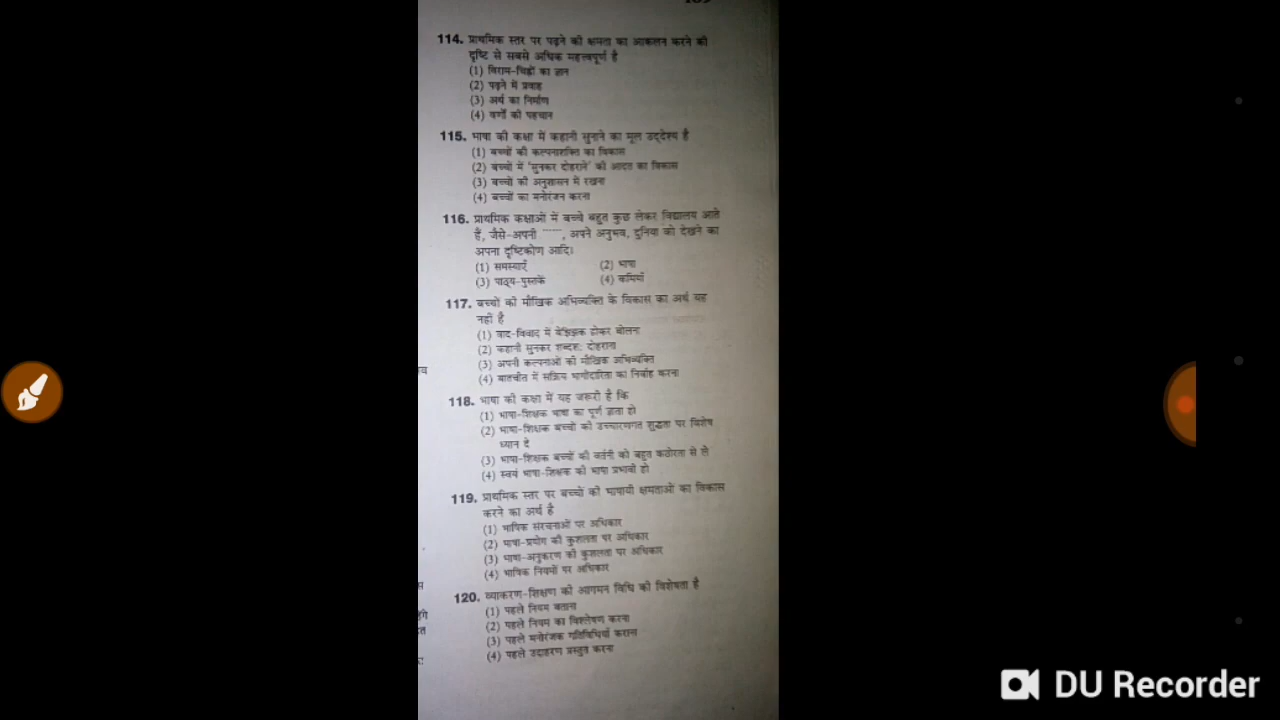 114. प्राथमिक स्तर पर पढ़ने की क्षमता का आकलन करने की
दृष्टि से सबसे अधिक महत्त्वपूर्ण है
(1) विराम-चिह्नों का ज्ञान
(2) पढ़ने में प्रवाह
(3) अर्थ का निर्माण
(4) वर्णों की पहचान
115. भाषा की कक्षा में कहानी सुनाने का मूल उद्देश्य है
(1) बच्चों की कल्पनाशक्ति का विकास
(2) बच्चों में 'सुनकर दोहराने' की आदत का विकास
(3) बच्चों को अनुशासन में रखना
(4) बच्चों का मनोरंजन करना
116. प्राथमिक कक्षाओं में बच्चे बहुत कुछ लेकर विद्यालय आते
हैं, जैसे-अपनी ......, अपने अनुभव, दुनिया को देखने का
अपना दृष्टिकोण आदि।
(1) समस्याएँ (2) भाषा
(3) पाठ्य-पुस्तकें (4) कमियाँ
117. बच्चों की मौखिक अभिव्यक्ति के विकास का अर्थ यह
नहीं है
(1) वाद-विवाद में बेझिझक होकर बोलना
(2) कहानी सुनकर शब्दशः दोहराना
(3) अपनी कल्पनाओं की मौखिक अभिव्यक्ति
(4) बातचीत में सक्रिय भागीदारिता का निर्वाह करना
118. भाषा की कक्षा में यह जरूरी है कि
(1) भाषा-शिक्षक भाषा का पूर्ण ज्ञाता हो
(2) भाषा-शिक्षक बच्चों की उच्चारणगत शुद्धता पर विशेष
ध्यान दे
(3) भाषा-शिक्षक बच्चों की वर्तनी को बहुत कठोरता से ले
(4) स्वयं भाषा-शिक्षक की भाषा प्रभावी हो
119. प्राथमिक स्तर पर बच्चों की भाषायी क्षमताओं का विकास
करने का अर्थ है
(1) भाषिक संरचनाओं पर अधिकार
(2) भाषा-प्रयोग की कुशलता पर अधिकार
(3) भाषा-अनुकरण की कुशलता पर अधिकार
(4) भाषिक नियमों पर अधिकार
120. व्याकरण-शिक्षण की आगमन विधि की विशेषता है
(1) पहले नियम बताना
(2) पहले नियम का विश्लेषण करना
(3) पहले मनोरंजक गतिविधियाँ कराना
(4) पहले उदाहरण प्रस्तुत करना
DU Recorder